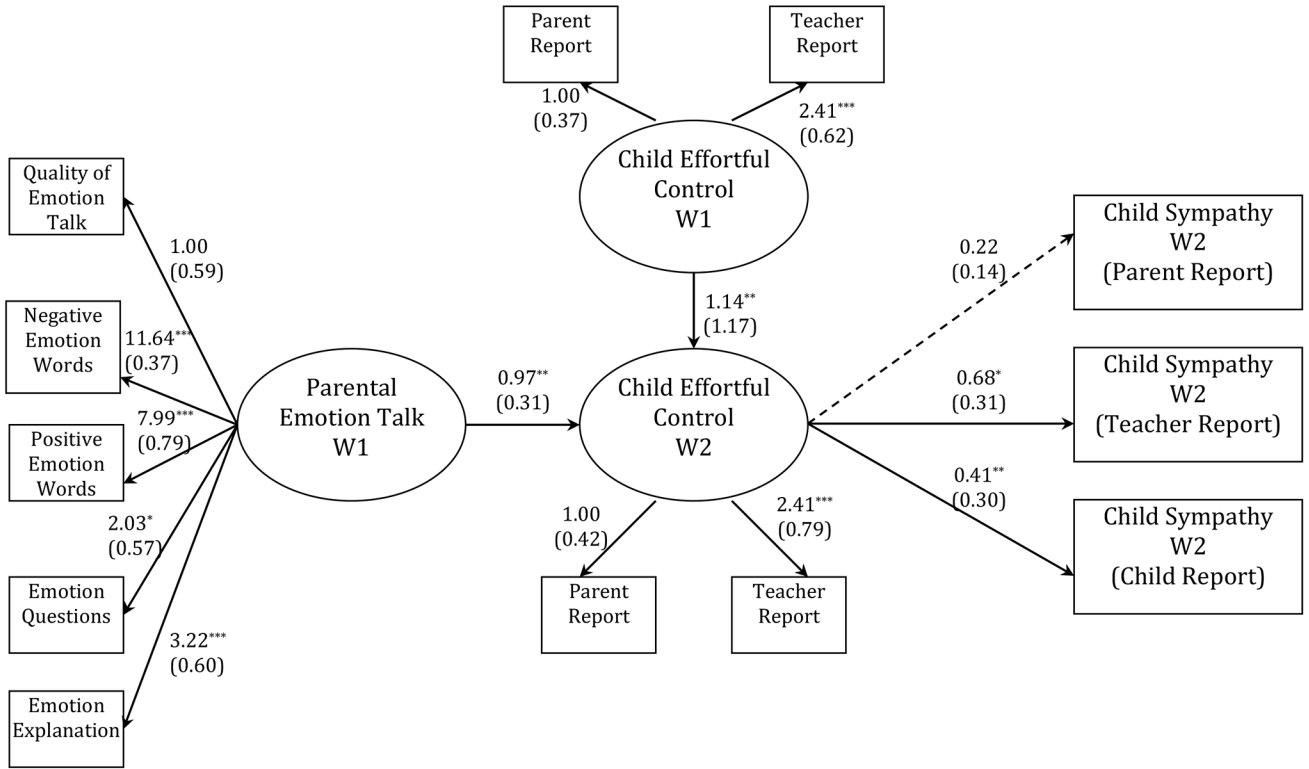 Parent
Report
Teacher
Report
1.00
(0.37)
2.41***
(0.62)
Child Effortful
Control
W1
Quality of
Emotion
Talk
1.00
(0.59)
Negative
Emotion
Words
11.64***
(0.37)
Positive
Emotion
Words
7.99***
(0.79)
Emotion
Questions
2.03*
(0.57)
Emotion
Explanation
3.22***
(0.60)
Parental
Emotion Talk
W1
0.97**
(0.31)
1.14**
(1.17)
Child Effortful
Control
W2
1.00
(0.42)
2.41***
(0.79)
Parent
Report
Teacher
Report
0.22
(0.14)
0.68*
(0.31)
0.41**
(0.30)
Child Sympathy
W2
(Parent Report)
Child Sympathy
W2
(Teacher Report)
Child Sympathy
W2
(Child Report)